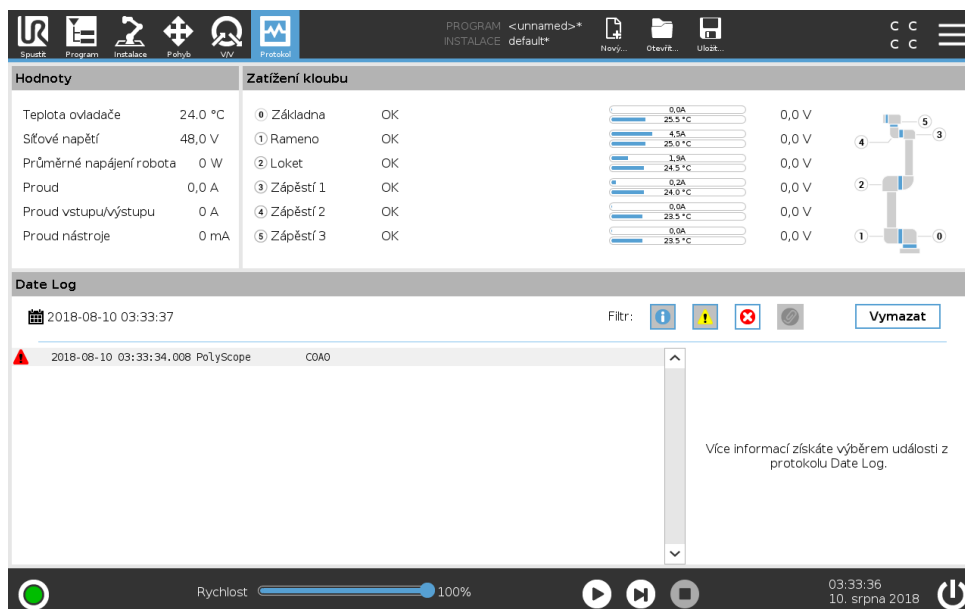 UR
PROGRAM <unnamed>*
INSTALACE default*
Spustit Program Instalace Pohyb V/V Protokol
Nový... Otevřít... Uložit...
C C
C C
Hodnoty
Teplota ovladače 24.0 °C
Síťové napětí 48,0 V
Průměrné napájení robota 0 W
Proud 0,0 A
Proud vstupu/výstupu 0 A
Proud nástroje 0 mA
Zatížení kloubu
0 Základna OK 0,0A 25.5 °C 0,0 V
1 Rameno OK 4,5A 25.0 °C 0,0 V
2 Loket OK 1,9A 24.5 °C 0,0 V
3 Zápěstí 1 OK 0,2A 24.0 °C 0,0 V
4 Zápěstí 2 OK 0,0A 23.5 °C 0,0 V
5 Zápěstí 3 OK 0,0A 23.5 °C 0,0 V
5
4 3
2
1 0
Date Log
2018-08-10 03:33:37 Filtr: Vymazat
2018-08-10 03:33:34.008 PolyScope C0A0
Více informací získáte výběrem události z
protokolu Date Log.
Rychlost 100%
03:33:36
10. srpna 2018